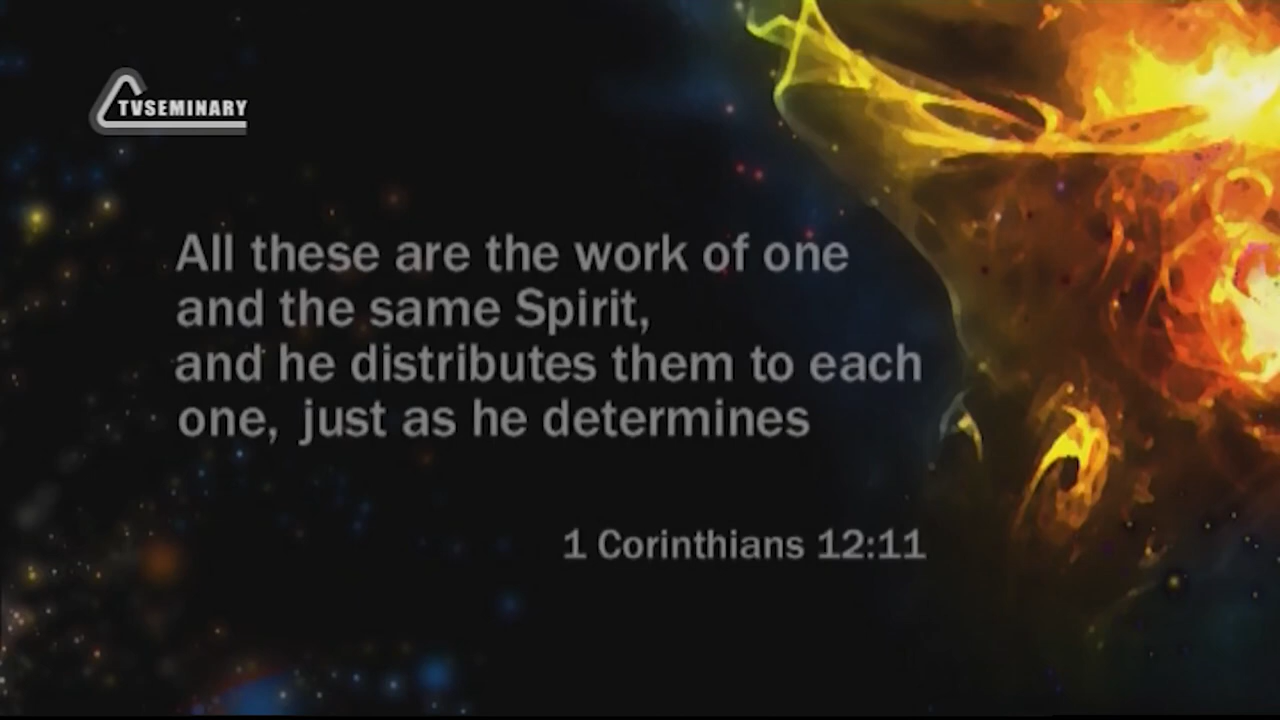 TVSEMINARY
All these are the work of one
and the same Spirit,
and he distributes them to each
one, just as he determines
1 Corinthians 12:11